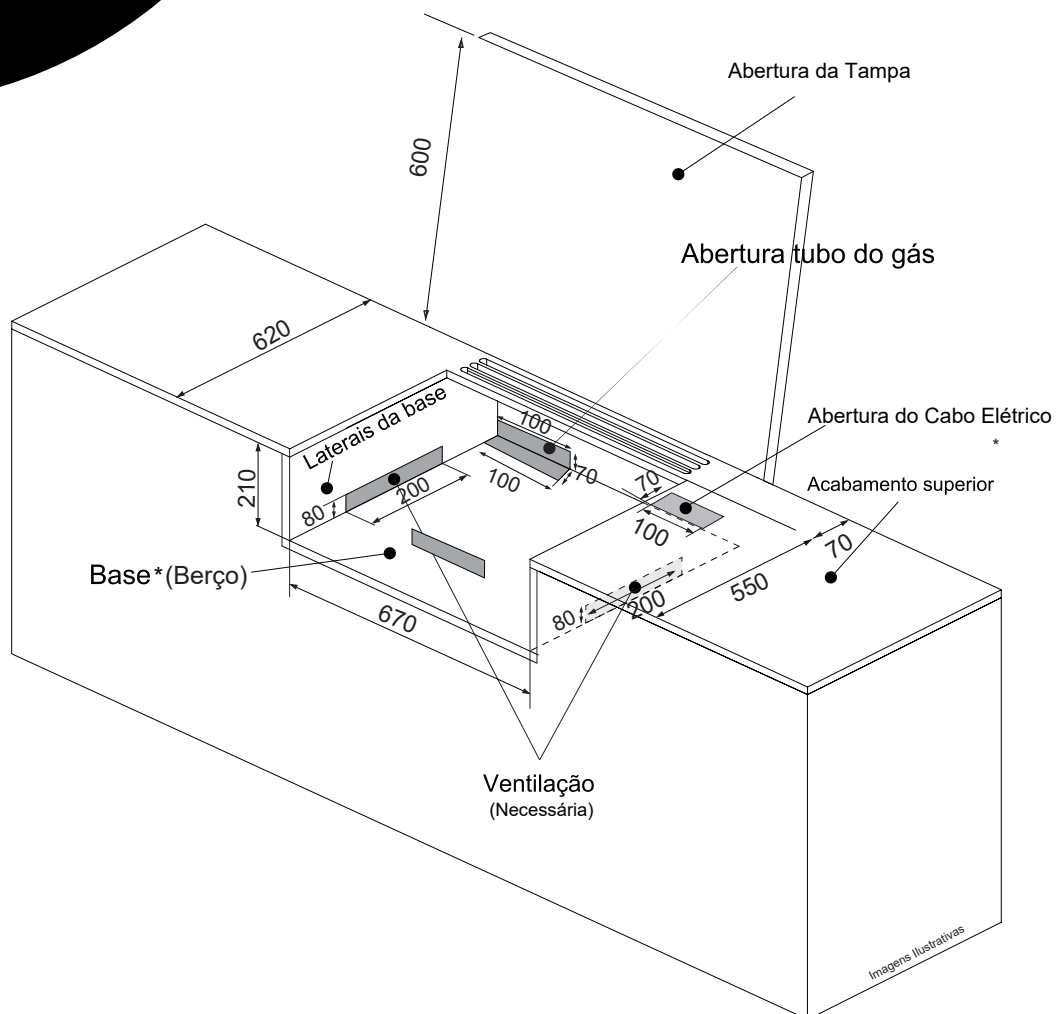 Abertura da Tampa
600
Abertura tubo do gás
620
Laterais da base
100
Abertura do Cabo Elétrico
*
210
80
200
100
70
70
100
Acabamento superior
70
550
Base*(Berço)
670
80
200
Ventilação
(Necessária)
Imagens Ilustrativas